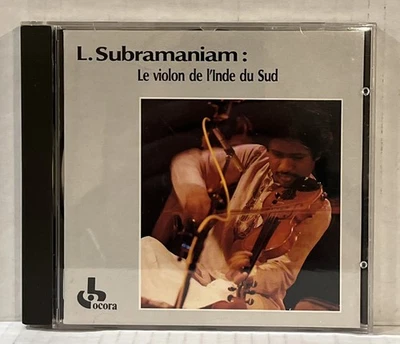 L. Subramaniam :
Le violon de l'Inde du Sud
ocora